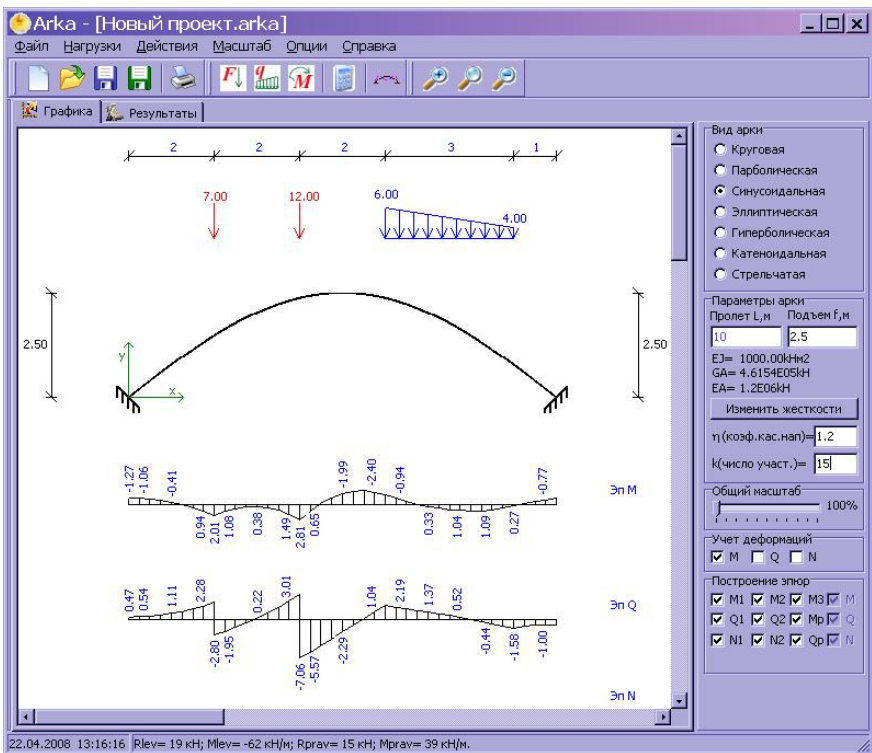 Arka - [Новый проект.arka]
Файл Нагрузки Действия Масштаб Опции Справка
F q M
Графика Результаты
2 2 2 3 1
7.00 12.00 6.00 4.00
2.50 2.50
y
x
-1.27 -1.06 -0.41 -1.99 -2.40 -0.94 -0.77
Эп M
0.94 2.01 1.08 0.38 1.49 2.81 0.65 0.33 1.04 1.09 0.27
0.47 0.54 1.11 2.28 0.22 3.01 1.04 2.19 1.37 0.52
Эп Q
-2.80 -1.95 -7.06 -5.57 -2.29 -0.44 -1.58 -1.00
Эп N
Вид арки
Круговая
Парболическая
Синусоидальная
Эллиптическая
Гиперболическая
Катеноидальная
Стрельчатая
Параметры арки
Пролет L,м Подъем f,м
10 2.5
EJ= 1000.00kНм2
GA= 4.6154E05kН
EA= 1.2E06kН
Изменить жесткости
η(коэф.кас.нап)= 1.2
k(число участ.)= 15
Общий масштаб
100%
Учет деформаций
M Q N
Построение эпюр
M1 M2 M3 M
Q1 Q2 Mp Q
N1 N2 Qp N
22.04.2008 13:16:16 Rlev= 19 кН; Mlev= -62 кН/м; Rprav= 15 кН; Mprav= 39 кН/м.